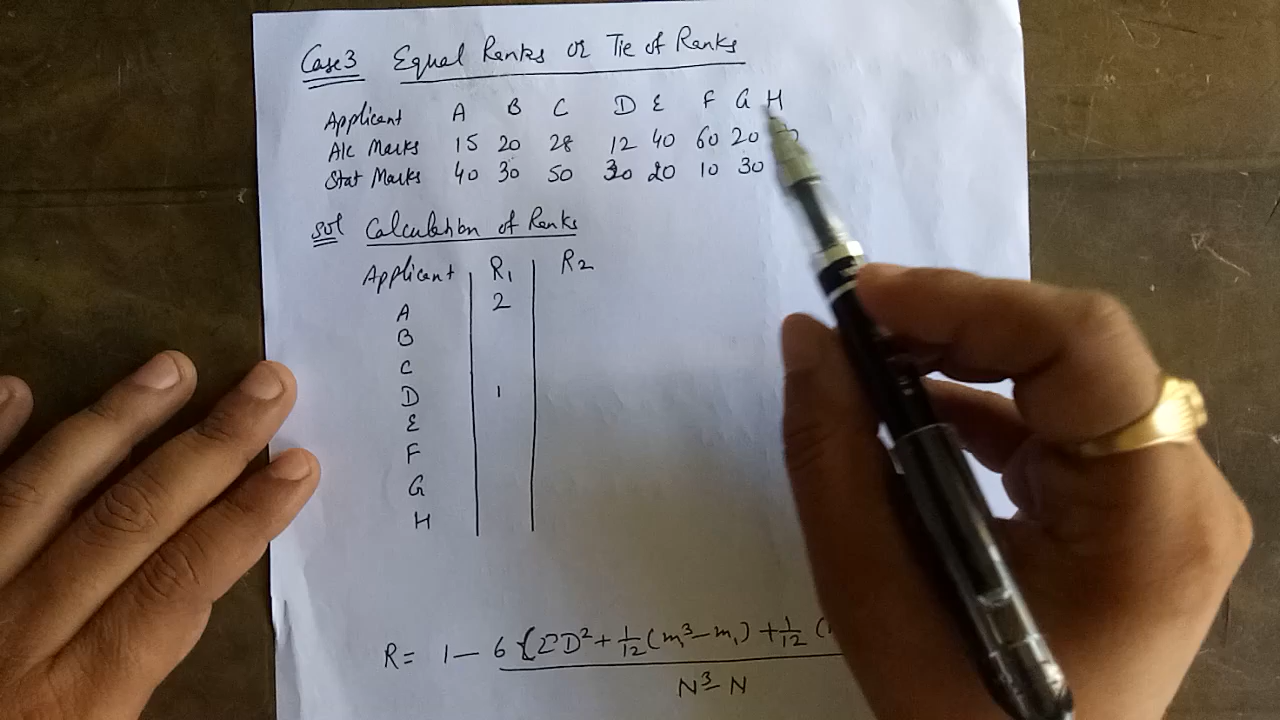 Case 3 Equal Ranks or Tie of Ranks
Applicant A B C D E F G H
A/c Marks 15 20 28 12 40 60 20
Stat Marks 40 30 50 30 20 10 30
Sol Calculation of Ranks
Applicant R1 R2
A 2
B
C
D 1
E
F
G
H
R = 1 - 6 {ΣD² + 1/12 (m₁³ - m₁) + 1/12 (
N³ - N